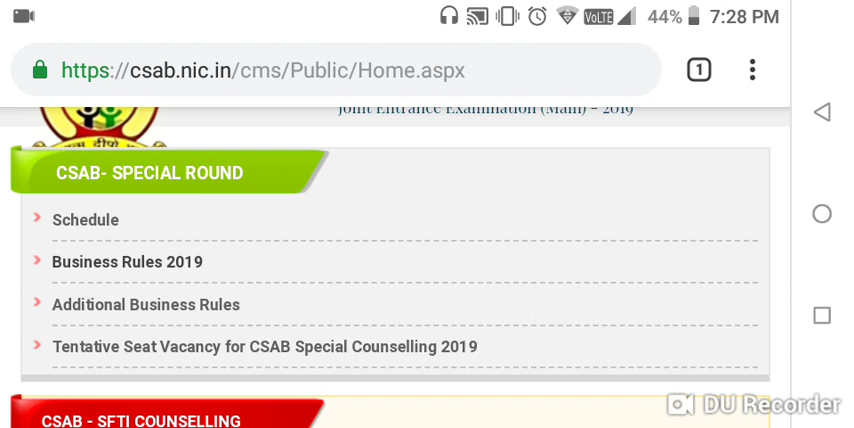 VoLTE 44% 7:28 PM
https://csab.nic.in/cms/Public/Home.aspx
1
Joint Entrance Examination (Main) - 2019
CSAB- SPECIAL ROUND
Schedule
Business Rules 2019
Additional Business Rules
Tentative Seat Vacancy for CSAB Special Counselling 2019
DU Recorder
CSAB - SFTI COUNSELLING